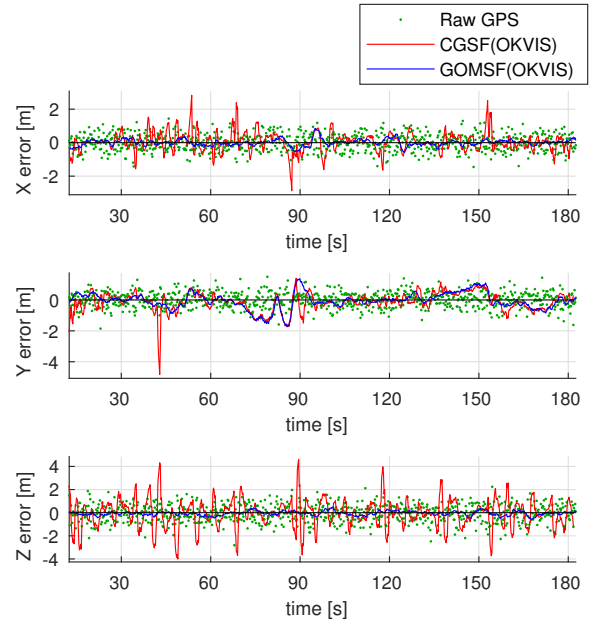 Raw GPS
CGSF(OKVIS)
GOMSF(OKVIS)
X error [m]
2
0
-2
30 60 90 120 150 180
time [s]
Y error [m]
0
-2
-4
30 60 90 120 150 180
time [s]
Z error [m]
4
2
0
-2
-4
30 60 90 120 150 180
time [s]